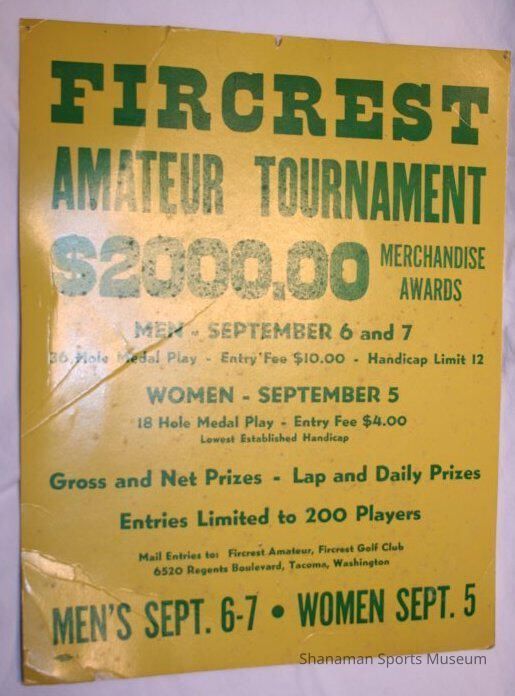 FIRCREST
AMATEUR TOURNAMENT
$2000.00 MERCHANDISE
AWARDS
MEN - SEPTEMBER 6 and 7
36 Hole Medal Play - Entry Fee $10.00 - Handicap Limit 12
WOMEN - SEPTEMBER 5
18 Hole Medal Play - Entry Fee $4.00
Lowest Established Handicap
Gross and Net Prizes - Lap and Daily Prizes
Entries Limited to 200 Players
Mail Entries to: Fircrest Amateur, Fircrest Golf Club
6520 Regents Boulevard, Tacoma, Washington
MEN'S SEPT. 6-7 • WOMEN SEPT. 5
Shanaman Sports Museum